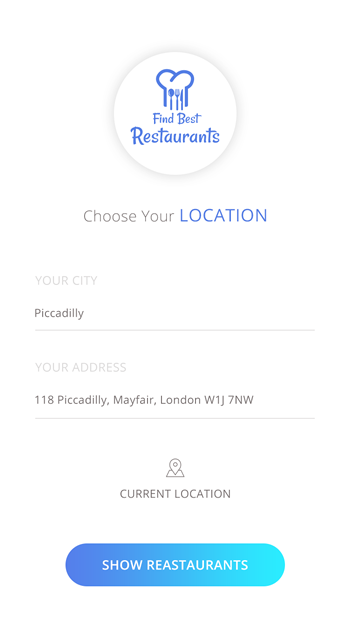 Find Best
Restaurants
Choose Your LOCATION
YOUR CITY
Piccadilly
YOUR ADDRESS
118 Piccadilly, Mayfair, London W1J 7NW
CURRENT LOCATION
SHOW REASTAURANTS